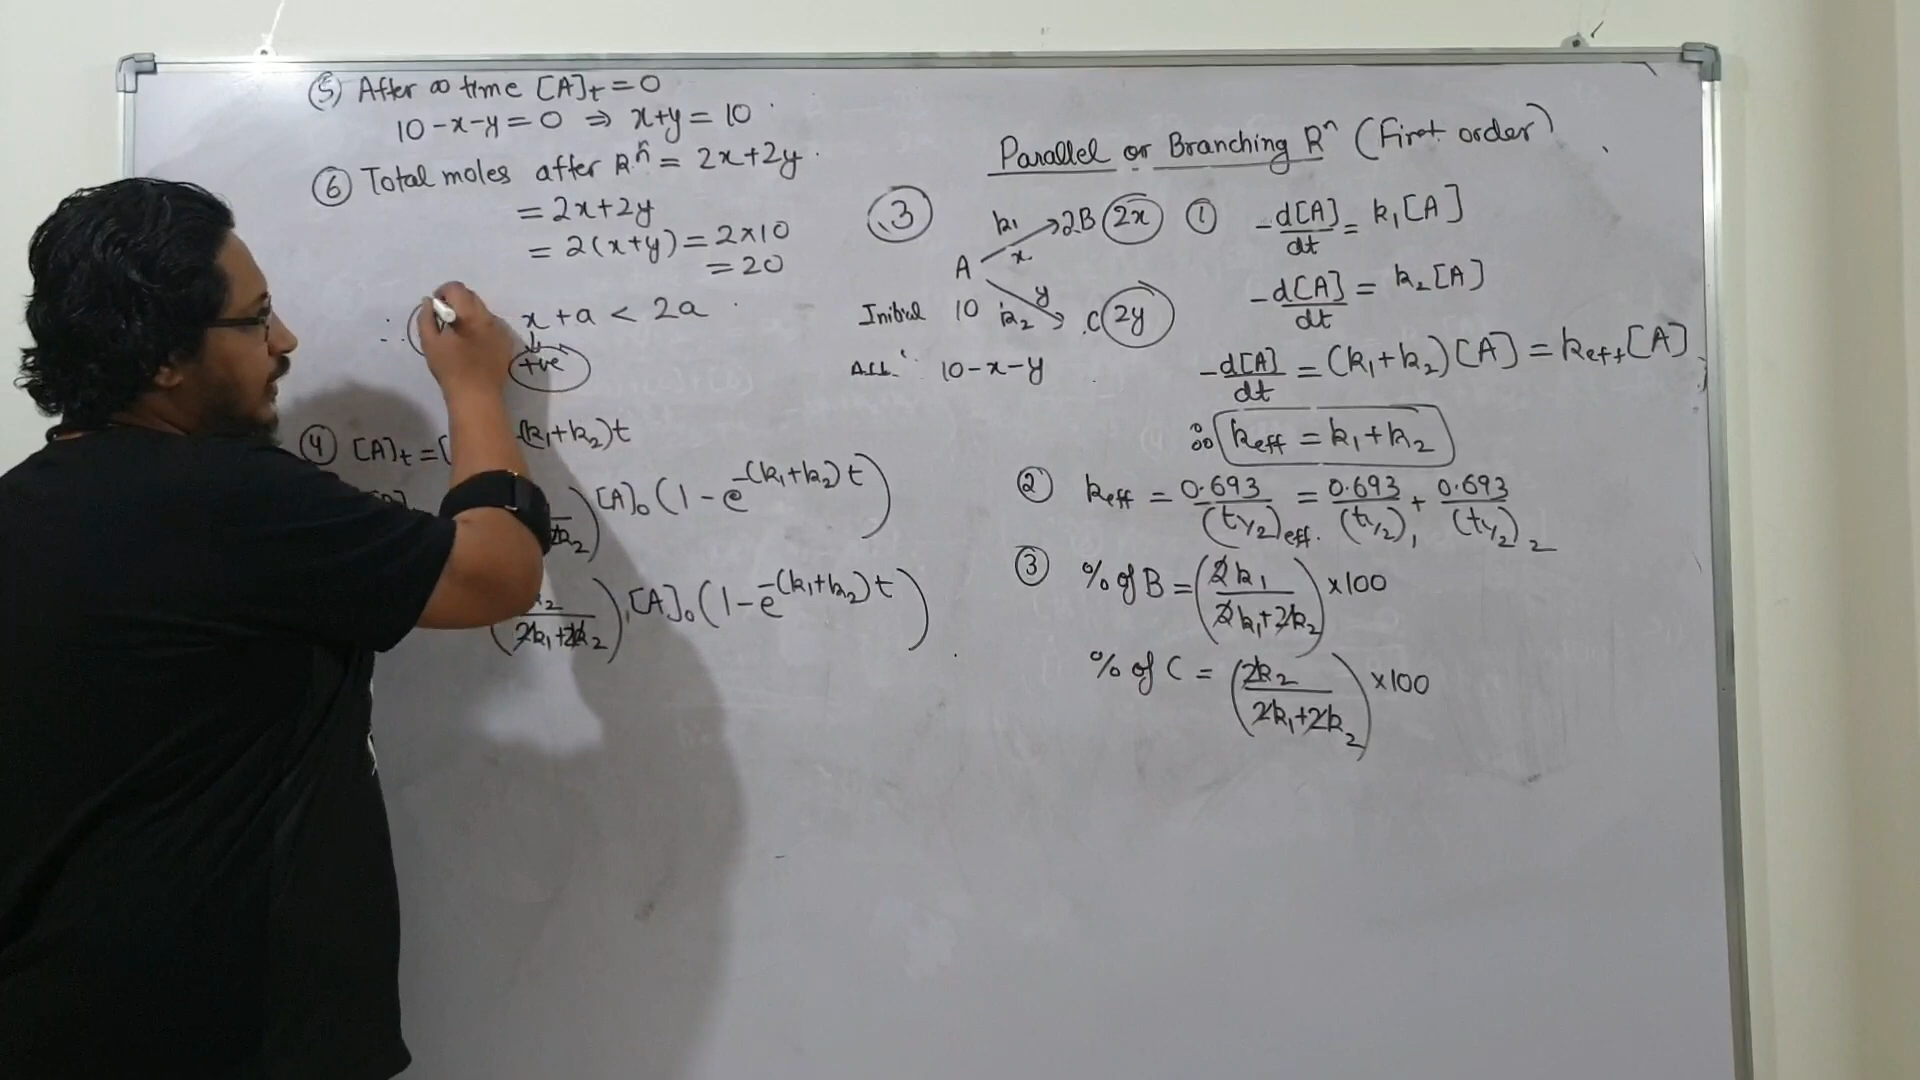 ⑤ After ∞ time [A]t = 0
10-x-y = 0 ⇒ x+y = 10
⑥ Total moles after Rⁿ = 2x+2y
= 2x+2y
= 2(x+y) = 2×10
= 20
∴ x+a < 2a
+ve
④ [A]t = (k₁+k₂)t
k₂) [A]₀ (1 - e^-(k₁+k₂)t)
(k₂ / 2k₁+2k₂) [A]₀ (1 - e^-(k₁+k₂)t)
Parallel or Branching Rⁿ (First order)
③
A
k₁ x 2B 2x
k₂ y C 2y
Initial 10
10-x-y
① -d[A]/dt = k₁[A]
-d[A]/dt = k₂[A]
-d[A]/dt = (k₁+k₂)[A] = keff[A]
∴ keff = k₁+k₂
② keff = 0.693/(t½)eff. = 0.693/(t½)₁ + 0.693/(t½)₂
③ % of B = (2k₁ / 2k₁+2k₂) ×100
% of C = (2k₂ / 2k₁+2k₂) ×100